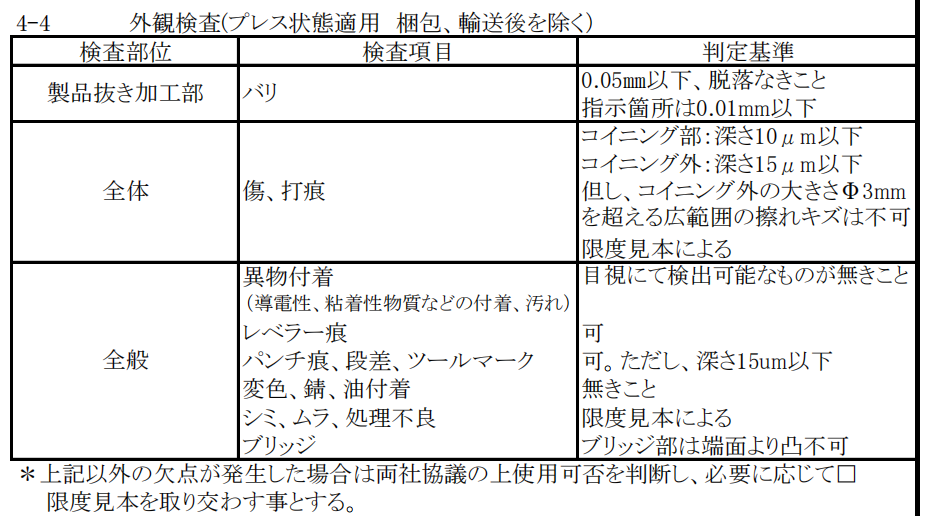 4-4 外観検査(プレス状態適用 梱包、輸送後を除く)
検査部位 検査項目 判定基準
製品抜き加工部 バリ 0.05㎜以下、脱落なきこと
指示箇所は0.01mm以下
全体 傷、打痕 コイニング部：深さ10μm以下
コイニング外：深さ15μm以下
但し、コイニング外の大きさΦ3mm
を超える広範囲の擦れキズは不可
限度見本による
全般 異物付着 目視にて検出可能なものが無きこと
（導電性、粘着性物質などの付着、汚れ）
レベラー痕 可
パンチ痕、段差、ツールマーク 可。ただし、深さ15um以下
変色、錆、油付着 無きこと
シミ、ムラ、処理不良 限度見本による
ブリッジ ブリッジ部は端面より凸不可
＊上記以外の欠点が発生した場合は両社協議の上使用可否を判断し、必要に応じて□
限度見本を取り交わす事とする。